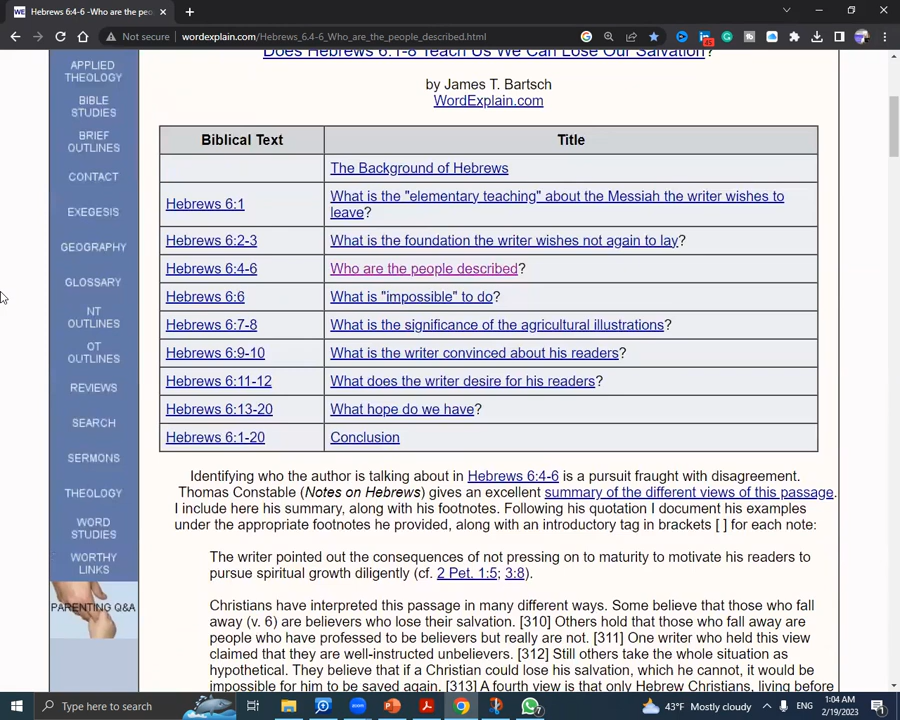 Hebrews 6:4-6 -Who are the peo
Not secure
wordexplain.com/Hebrews_6.4-6_Who_are_the_people_described.html
Does Hebrews 6:1-8 Teach Us We Can Lose Our Salvation?
by James T. Bartsch
WordExplain.com
APPLIED
THEOLOGY
BIBLE
STUDIES
BRIEF
OUTLINES
CONTACT
EXEGESIS
GEOGRAPHY
GLOSSARY
NT
OUTLINES
OT
OUTLINES
REVIEWS
SEARCH
SERMONS
THEOLOGY
WORD
STUDIES
WORTHY
LINKS
PARENTING Q&A
Biblical Text Title
The Background of Hebrews
Hebrews 6:1 What is the "elementary teaching" about the Messiah the writer wishes to
leave?
Hebrews 6:2-3 What is the foundation the writer wishes not again to lay?
Hebrews 6:4-6 Who are the people described?
Hebrews 6:6 What is "impossible" to do?
Hebrews 6:7-8 What is the significance of the agricultural illustrations?
Hebrews 6:9-10 What is the writer convinced about his readers?
Hebrews 6:11-12 What does the writer desire for his readers?
Hebrews 6:13-20 What hope do we have?
Hebrews 6:1-20 Conclusion
Identifying who the author is talking about in Hebrews 6:4-6 is a pursuit fraught with disagreement.
Thomas Constable (Notes on Hebrews) gives an excellent summary of the different views of this passage.
I include here his summary, along with his footnotes. Following his quotation I document his examples
under the appropriate footnotes he provided, along with an introductory tag in brackets [ ] for each note:
The writer pointed out the consequences of not pressing on to maturity to motivate his readers to
pursue spiritual growth diligently (cf. 2 Pet. 1:5; 3:8).
Christians have interpreted this passage in many different ways. Some believe that those who fall
away (v. 6) are believers who lose their salvation. [310] Others hold that those who fall away are
people who have professed to be believers but really are not. [311] One writer who held this view
claimed that they are well-instructed unbelievers. [312] Still others take the whole situation as
hypothetical. They believe that if a Christian could lose his salvation, which he cannot, it would be
impossible for him to be saved again. [313] A fourth view is that only Hebrew Christians, living before
Type here to search
zoom
7
43°F Mostly cloudy
ENG
1:04 AM
2/19/2023